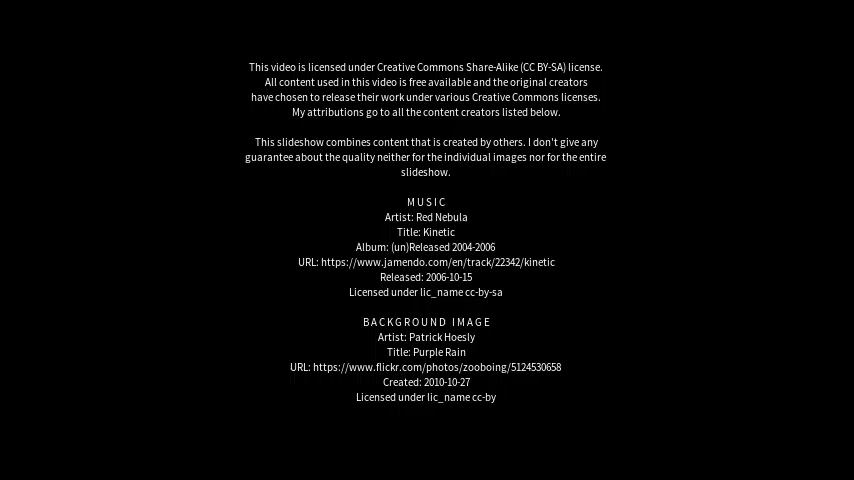 This video is licensed under Creative Commons Share-Alike (CC BY-SA) license.
All content used in this video is free available and the original creators
have chosen to release their work under various Creative Commons licenses.
My attributions go to all the content creators listed below.
This slideshow combines content that is created by others. I don't give any
guarantee about the quality neither for the individual images nor for the entire
slideshow.
MUSIC
Artist: Red Nebula
Title: Kinetic
Album: (un)Released 2004-2006
URL: https://www.jamendo.com/en/track/22342/kinetic
Released: 2006-10-15
Licensed under lic_name cc-by-sa
BACKGROUND IMAGE
Artist: Patrick Hoesly
Title: Purple Rain
URL: https://www.flickr.com/photos/zooboing/5124530658
Created: 2010-10-27
Licensed under lic_name cc-by